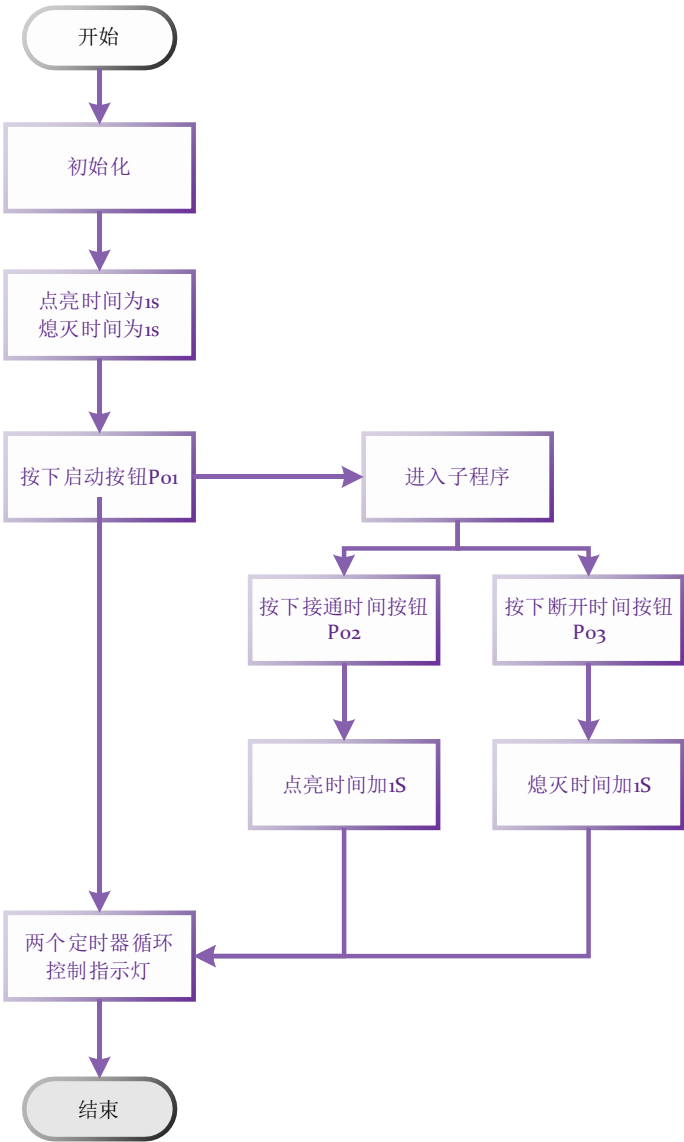 开始
初始化
点亮时间为1s
熄灭时间为1s
按下启动按钮P01
进入子程序
按下接通时间按钮
P02
按下断开时间按钮
P03
点亮时间加1S
熄灭时间加1S
两个定时器循环
控制指示灯
结束